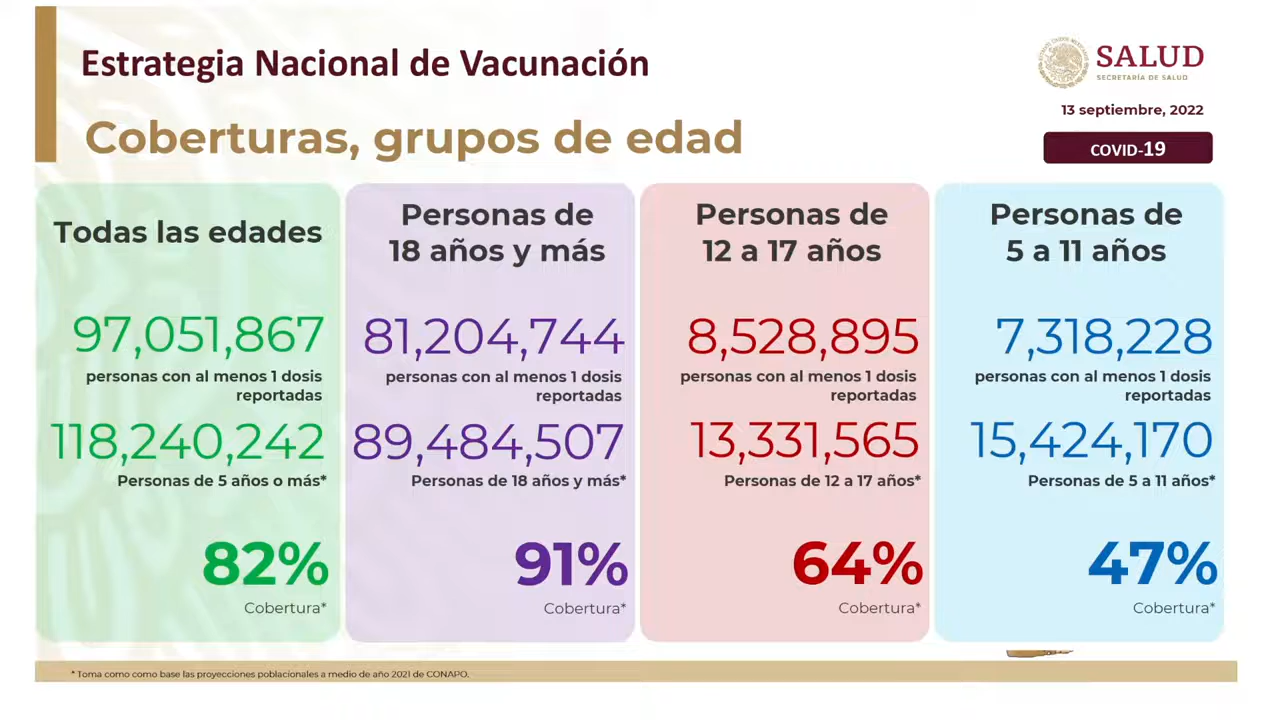 Estrategia Nacional de Vacunación
Coberturas, grupos de edad
SALUD
SECRETARÍA DE SALUD
13 septiembre, 2022
COVID-19
Todas las edades
97,051,867
personas con al menos 1 dosis
reportadas
118,240,242
Personas de 5 años o más*
82%
Cobertura*
Personas de
18 años y más
81,204,744
personas con al menos 1 dosis
reportadas
89,484,507
Personas de 18 años y más*
91%
Cobertura*
Personas de
12 a 17 años
8,528,895
personas con al menos 1 dosis
reportadas
13,331,565
Personas de 12 a 17 años*
64%
Cobertura*
Personas de
5 a 11 años
7,318,228
personas con al menos 1 dosis
reportadas
15,424,170
Personas de 5 a 11 años*
47%
Cobertura*
* Toma como como base las proyecciones poblacionales a medio de año 2021 de CONAPO.